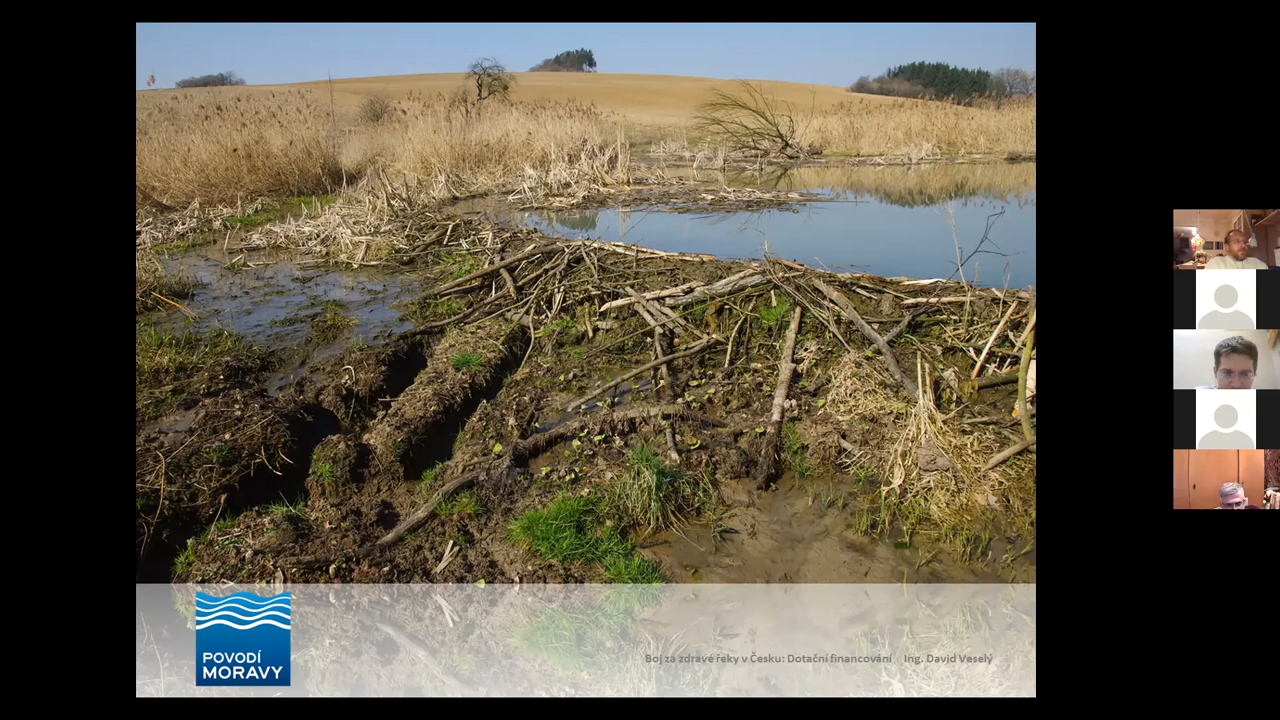 POVODÍ
MORAVY
Boj za zdravé řeky v Česku: Dotační financování Ing. David Veselý